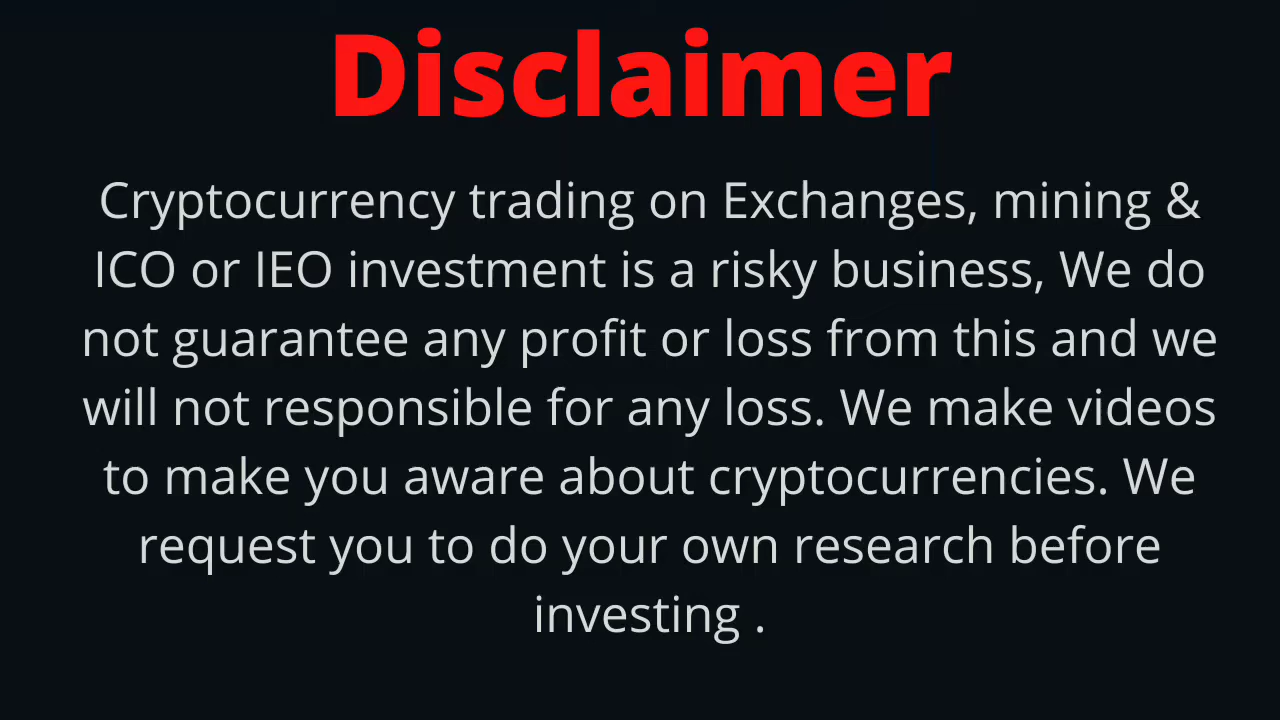 Disclaimer
Cryptocurrency trading on Exchanges, mining &
ICO or IEO investment is a risky business, We do
not guarantee any profit or loss from this and we
will not responsible for any loss. We make videos
to make you aware about cryptocurrencies. We
request you to do your own research before
investing .